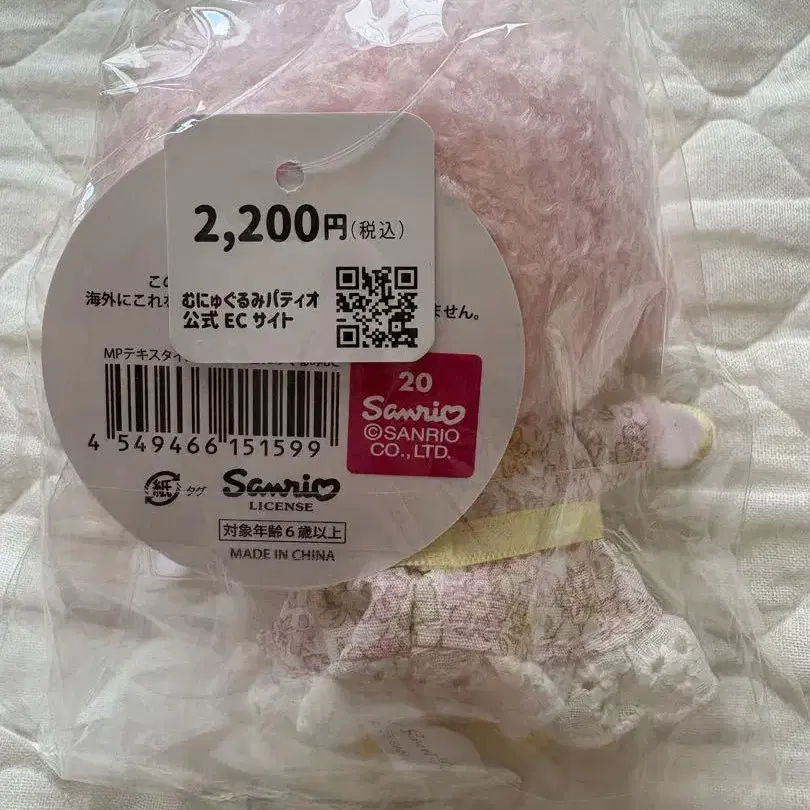 2,200円(税込)
むにゅぐるみパティオ
公式 EC サイト
この
海外にこれ
ません。
MPテキスタイ
4 549466 151599
20
Sanrio
©SANRIO
CO., LTD.
紙
タグ
Sanrio
LICENSE
対象年齢6歳以上
MADE IN CHINA